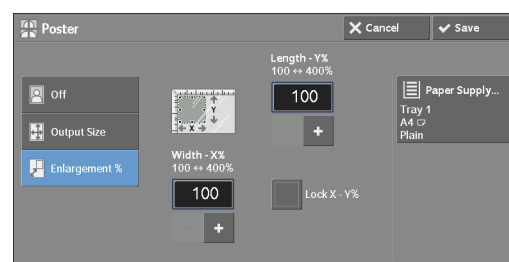 Poster
Cancel
Save
Off
Output Size
Enlargement %
Y
X
Width - X%
100 ↔ 400%
100
- +
Length - Y%
100 ↔ 400%
100
- +
Lock X - Y%
Paper Supply...
Tray 1
A4
Plain